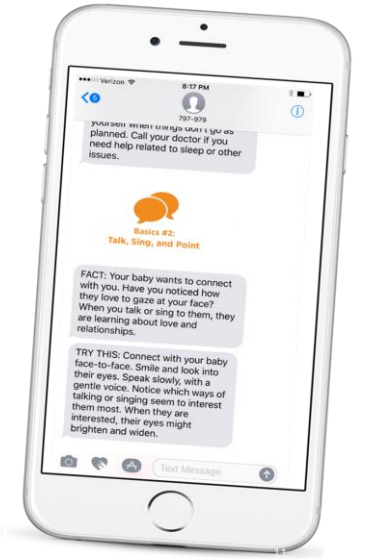 Verizon
8:17 PM
6
797-979
yourself when things don't go as
planned. Call your doctor if you
need help related to sleep or other
issues.
Basics #2:
Talk, Sing, and Point
FACT: Your baby wants to connect
with you. Have you noticed how
they love to gaze at your face?
When you talk or sing to them, they
are learning about love and
relationships.
TRY THIS: Connect with your baby
face-to-face. Smile and look into
their eyes. Speak slowly, with a
gentle voice. Notice which ways of
talking or singing seem to interest
them most. When they are
interested, their eyes might
brighten and widen.
Text Message
11